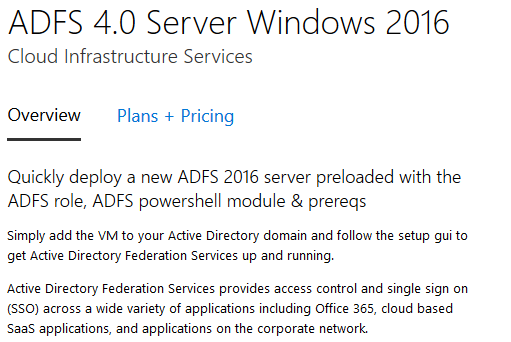 ADFS 4.0 Server Windows 2016
Cloud Infrastructure Services
Overview Plans + Pricing
Quickly deploy a new ADFS 2016 server preloaded with the
ADFS role, ADFS powershell module & prereqs
Simply add the VM to your Active Directory domain and follow the setup gui to
get Active Directory Federation Services up and running.
Active Directory Federation Services provides access control and single sign on
(SSO) across a wide variety of applications including Office 365, cloud based
SaaS applications, and applications on the corporate network.